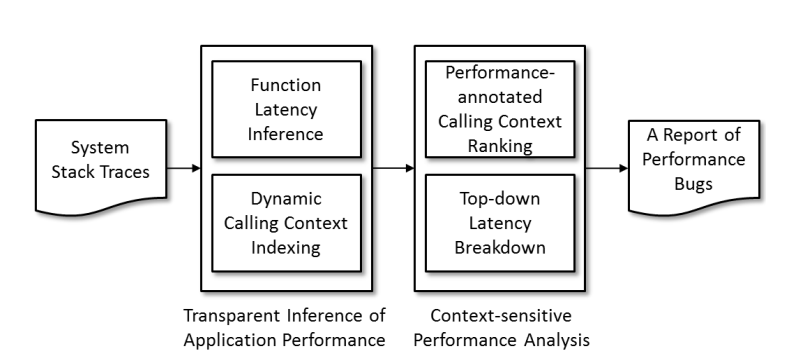 System
Stack Traces
Function
Latency
Inference
Dynamic
Calling Context
Indexing
Transparent Inference of
Application Performance
Performance-
annotated
Calling Context
Ranking
Top-down
Latency
Breakdown
Context-sensitive
Performance Analysis
A Report of
Performance
Bugs